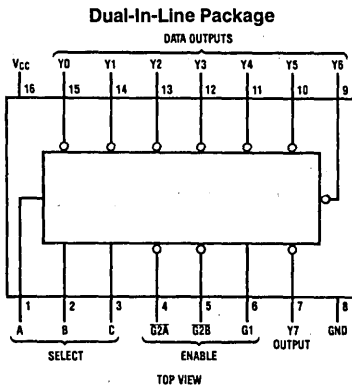 Dual-In-Line Package
DATA OUTPUTS
VCC Y0 Y1 Y2 Y3 Y4 Y5 Y6
16 15 14 13 12 11 10 9
1 2 3 4 5 6 7 8
A B C G2A G2B G1 Y7 GND
SELECT ENABLE OUTPUT
TOP VIEW